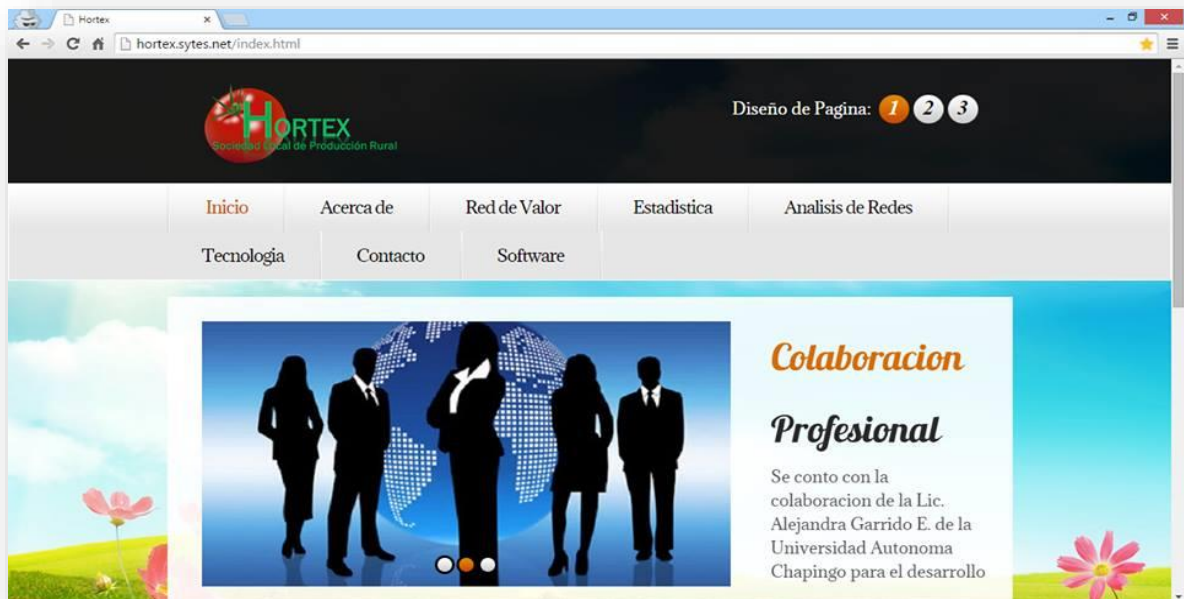 Hortex
hortex.sytes.net/index.html
HORTEX
Sociedad Local de Producción Rural
Diseño de Pagina: 1 2 3
Inicio Acerca de Red de Valor Estadistica Analisis de Redes
Tecnologia Contacto Software
Colaboracion
Profesional
Se conto con la
colaboracion de la Lic.
Alejandra Garrido E. de la
Universidad Autonoma
Chapingo para el desarrollo